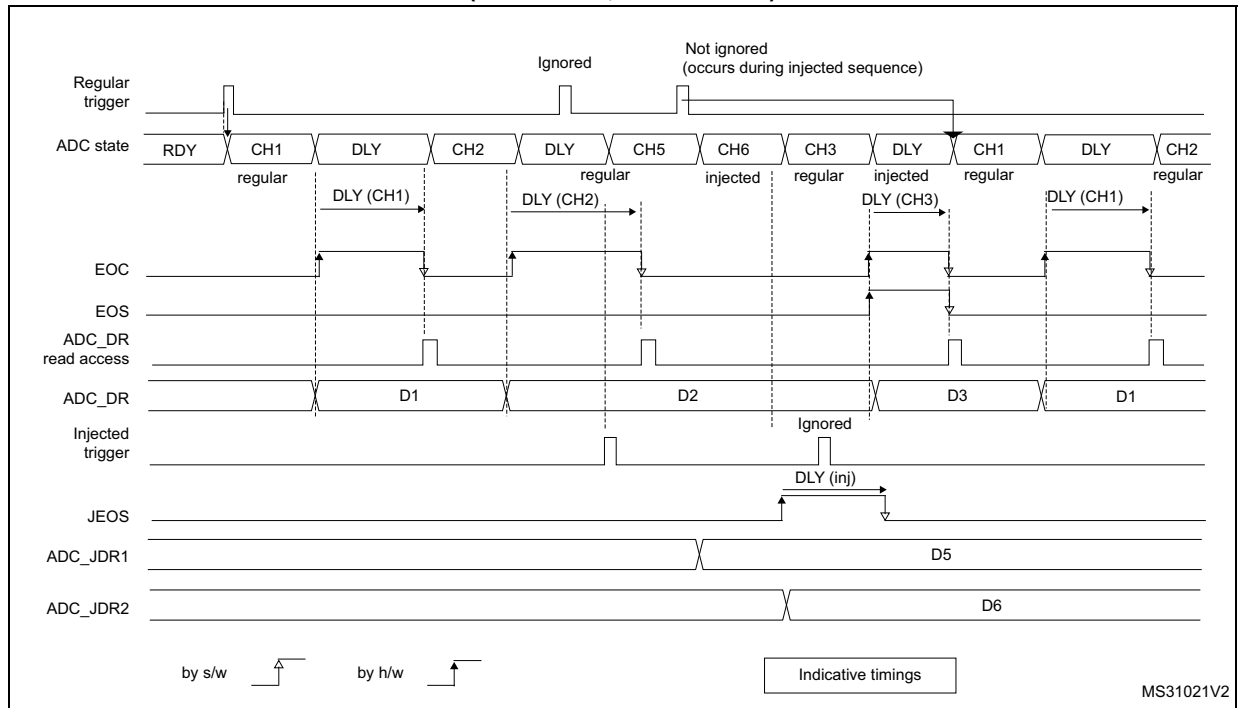 Ignored
Not ignored
(occurs during injected sequence)
Regular
trigger
ADC state
RDY CH1 DLY CH2 DLY CH5 CH6 CH3 DLY CH1 DLY CH2
regular regular injected regular injected regular regular
DLY (CH1) DLY (CH2) DLY (CH3) DLY (CH1)
EOC
EOS
ADC_DR
read access
ADC_DR D1 D2 D3 D1
Injected
trigger
Ignored
DLY (inj)
JEOS
ADC_JDR1 D5
ADC_JDR2 D6
by s/w by h/w Indicative timings
MS31021V2